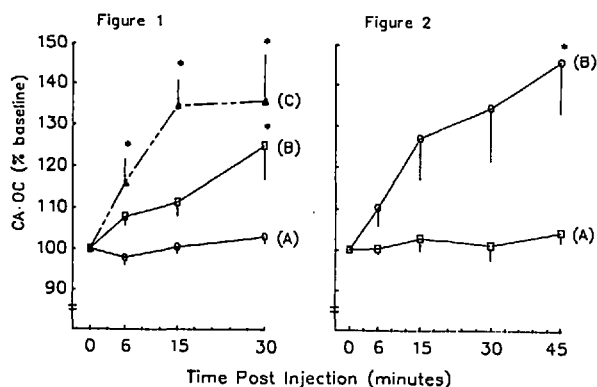 Figure 1
Figure 2
CA·OC (% baseline)
150
140
130
120
110
100
90
*
*
*
*
*
(C)
(B)
(A)
(B)
(A)
0 6 15 30
0 6 15 30 45
Time Post Injection (minutes)